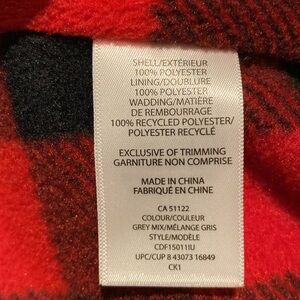 SHELL/EXTÉRIEUR
100% POLYESTER
LINING/DOUBLURE
100% POLYESTER
WADDING/MATIÈRE
DE REMBOURRAGE
100% RECYCLED POLYESTER/
POLYESTER RECYCLÉ
EXCLUSIVE OF TRIMMING
GARNITURE NON COMPRISE
MADE IN CHINA
FABRIQUÉ EN CHINE
CA 51122
COLOUR/COULEUR
GREY MIX/MÉLANGE GRIS
STYLE/MODÈLE
CDF15011IU
UPC/CUP 8 43073 16849
CK1